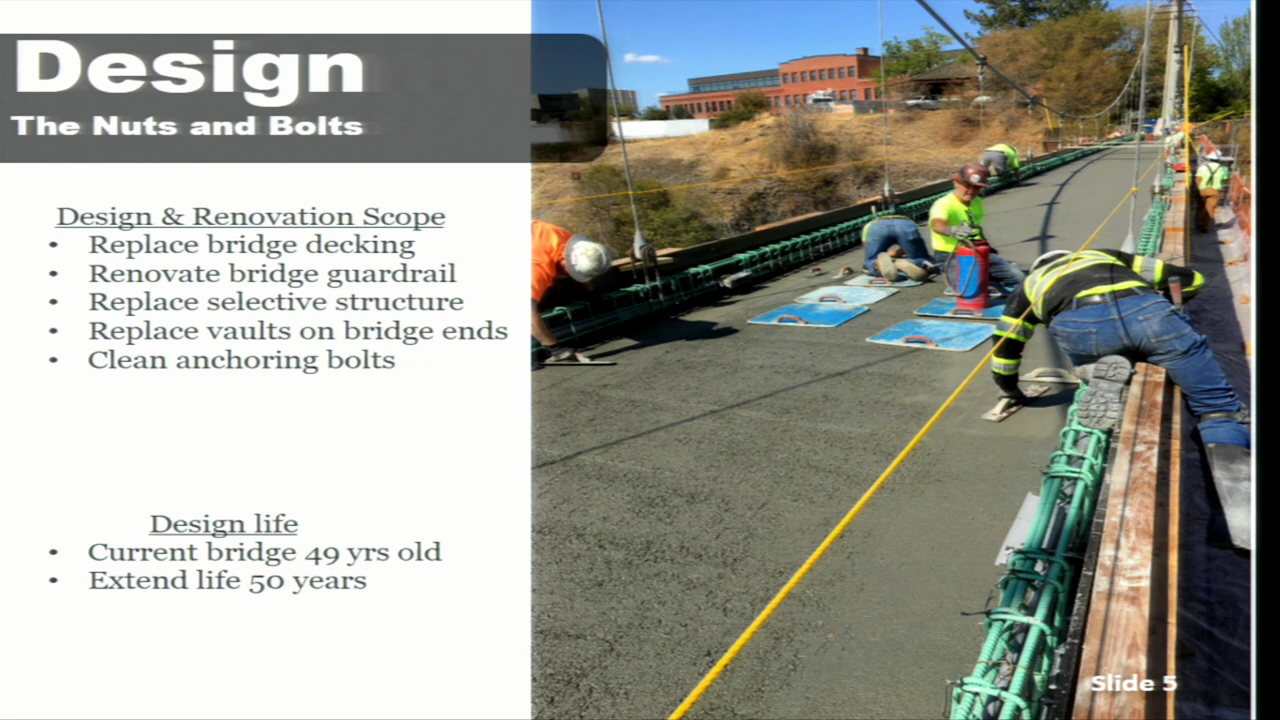 Design
The Nuts and Bolts
Design & Renovation Scope
• Replace bridge decking
• Renovate bridge guardrail
• Replace selective structure
• Replace vaults on bridge ends
• Clean anchoring bolts
Design life
• Current bridge 49 yrs old
• Extend life 50 years
Slide 5